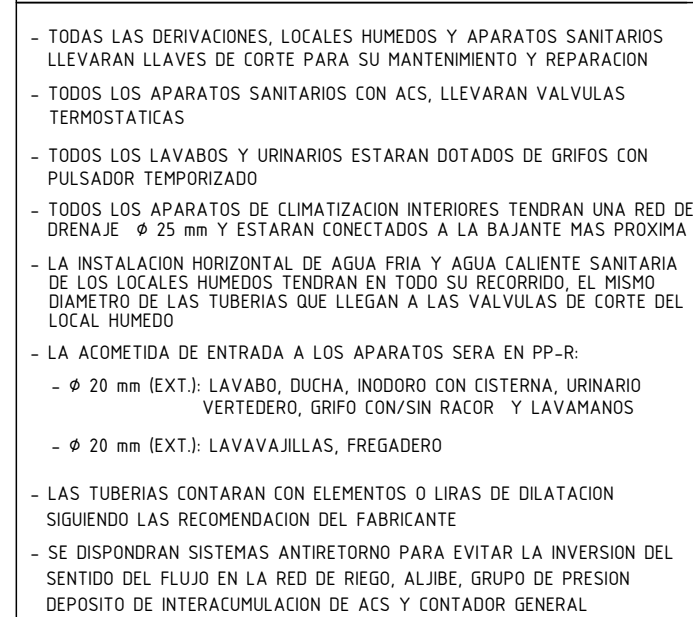 - TODAS LAS DERIVACIONES, LOCALES HUMEDOS Y APARATOS SANITARIOS
LLEVARAN LLAVES DE CORTE PARA SU MANTENIMIENTO Y REPARACION
- TODOS LOS APARATOS SANITARIOS CON ACS, LLEVARAN VALVULAS
TERMOSTATICAS
- TODOS LOS LAVABOS Y URINARIOS ESTARAN DOTADOS DE GRIFOS CON
PULSADOR TEMPORIZADO
- TODOS LOS APARATOS DE CLIMATIZACION INTERIORES TENDRAN UNA RED DE
DRENAJE ø 25 mm Y ESTARAN CONECTADOS A LA BAJANTE MAS PROXIMA
- LA INSTALACION HORIZONTAL DE AGUA FRIA Y AGUA CALIENTE SANITARIA
DE LOS LOCALES HUMEDOS TENDRAN EN TODO SU RECORRIDO, EL MISMO
DIAMETRO DE LAS TUBERIAS QUE LLEGAN A LAS VALVULAS DE CORTE DEL
LOCAL HUMEDO
- LA ACOMETIDA DE ENTRADA A LOS APARATOS SERA EN PP-R:
- ø 20 mm (EXT.): LAVABO, DUCHA, INODORO CON CISTERNA, URINARIO
VERTEDERO, GRIFO CON/SIN RACOR Y LAVAMANOS
- ø 20 mm (EXT.): LAVAVAJILLAS, FREGADERO
- LAS TUBERIAS CONTARAN CON ELEMENTOS O LIRAS DE DILATACION
SIGUIENDO LAS RECOMENDACION DEL FABRICANTE
- SE DISPONDRAN SISTEMAS ANTIRETORNO PARA EVITAR LA INVERSION DEL
SENTIDO DEL FLUJO EN LA RED DE RIEGO, ALJIBE, GRUPO DE PRESION
DEPOSITO DE INTERACUMULACION DE ACS Y CONTADOR GENERAL